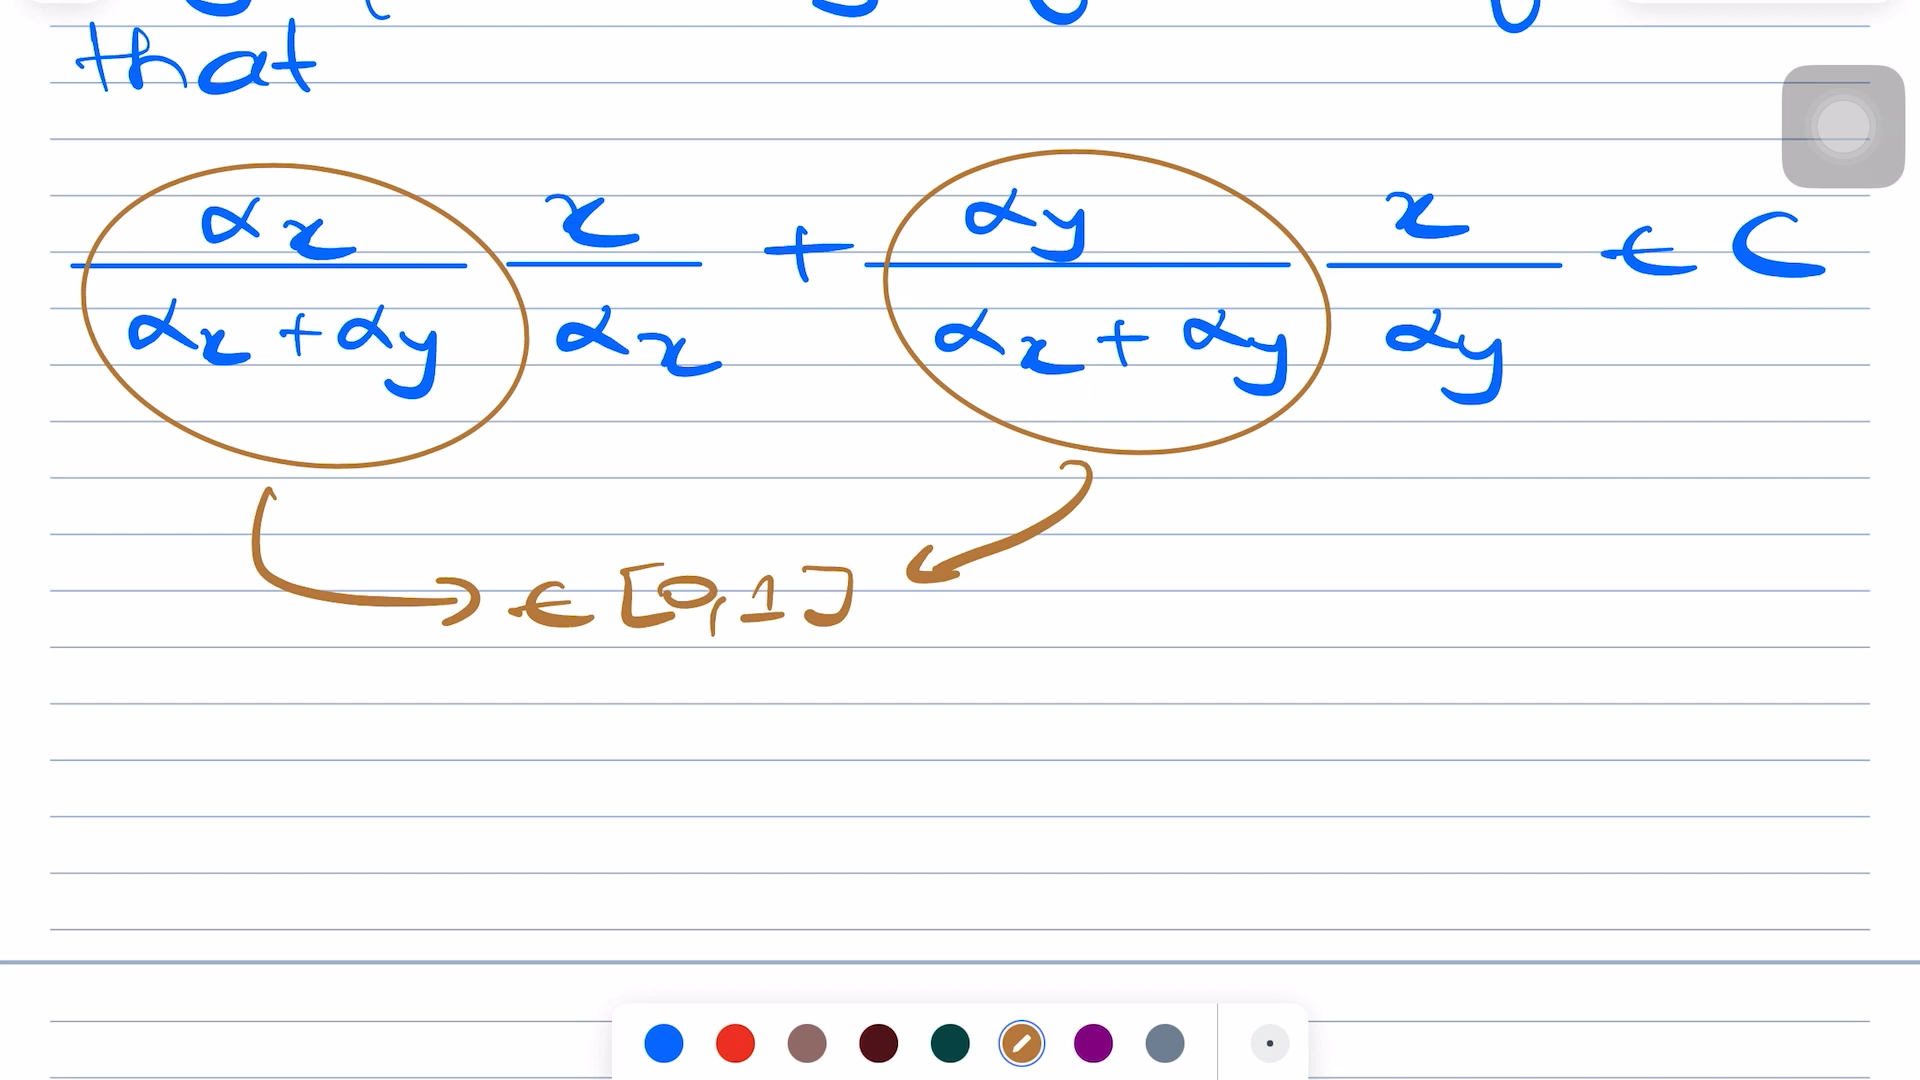 that
αx / (αx + αy) x / αx + αy / (αx + αy) x / αy ∈ C
∈ [0,1]